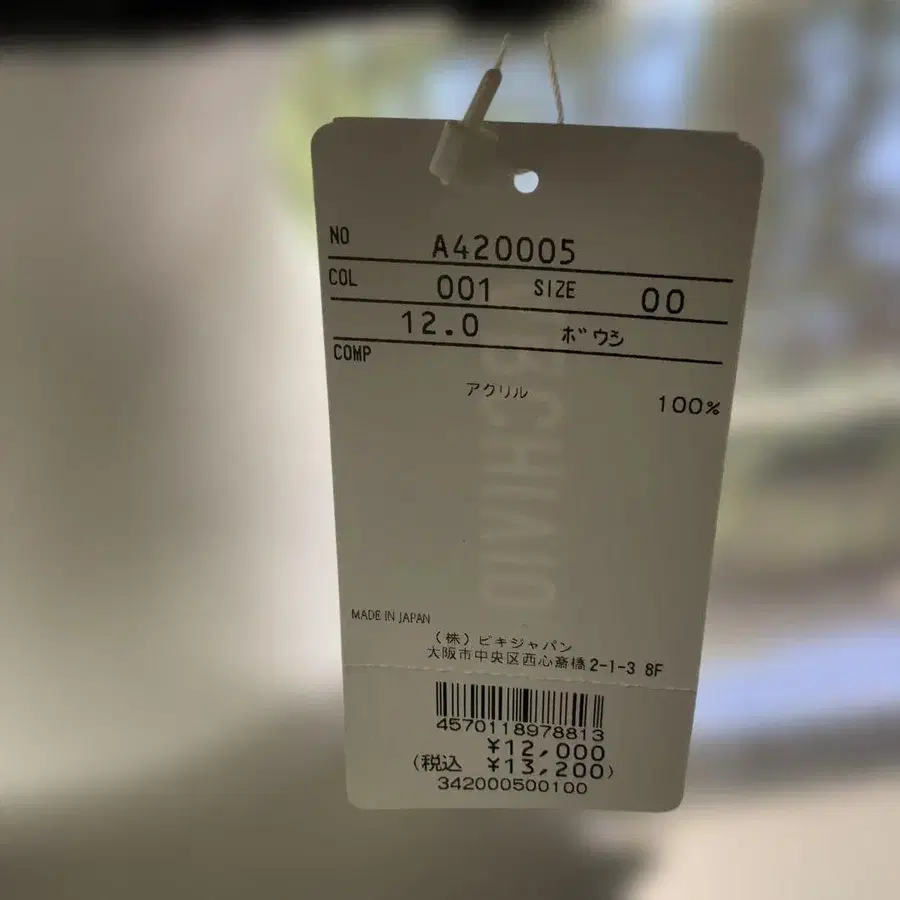 NO A420005
COL 001 SIZE 00
12.0 ボウシ
COMP
アクリル 100%
MADE IN JAPAN
(株)ビキジャパン
大阪市中央区西心斎橋2-1-3 8F
4570118978813
¥12,000
(税込 ¥13,200)
342000500100